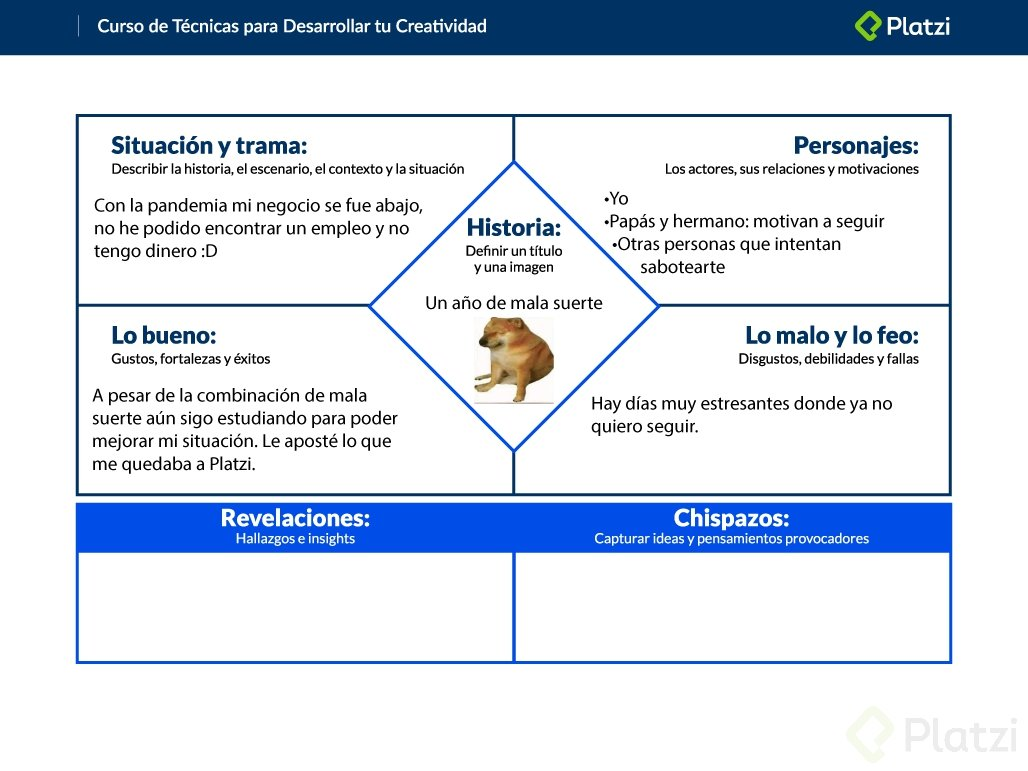 Curso de Técnicas para Desarrollar tu Creatividad
Platzi
Situación y trama:
Describir la historia, el escenario, el contexto y la situación
Con la pandemia mi negocio se fue abajo,
no he podido encontrar un empleo y no
tengo dinero :D
Personajes:
Los actores, sus relaciones y motivaciones
•Yo
•Papás y hermano: motivan a seguir
•Otras personas que intentan
sabotearte
Historia:
Definir un título
y una imagen
Un año de mala suerte
Lo bueno:
Gustos, fortalezas y éxitos
A pesar de la combinación de mala
suerte aún sigo estudiando para poder
mejorar mi situación. Le aposté lo que
me quedaba a Platzi.
Lo malo y lo feo:
Disgustos, debilidades y fallas
Hay días muy estresantes donde ya no
quiero seguir.
Revelaciones:
Hallazgos e insights
Chispazos:
Capturar ideas y pensamientos provocadores
Platzi